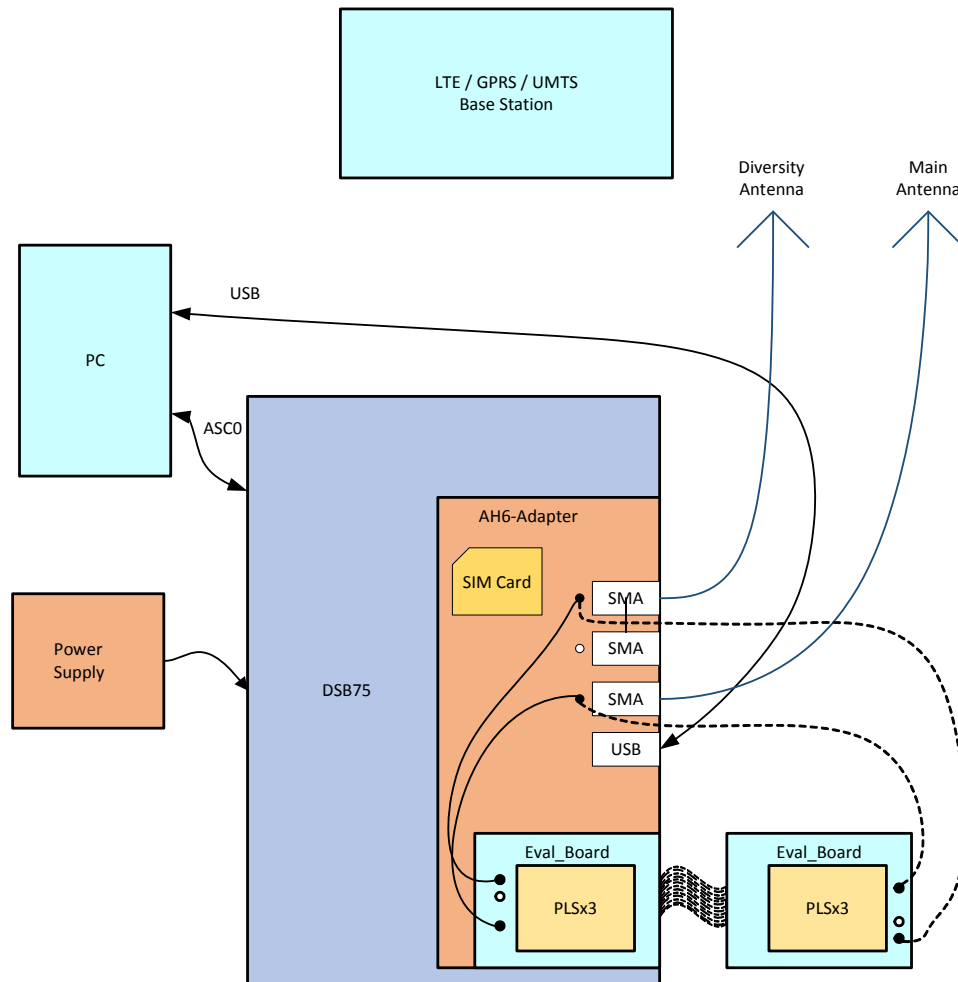 LTE / GPRS / UMTS
Base Station
Diversity
Antenna
Main
Antenna
USB
PC
ASC0
AH6-Adapter
SIM Card
SMA
SMA
SMA
USB
Power
Supply
DSB75
Eval_Board
PLSx3
Eval_Board
PLSx3